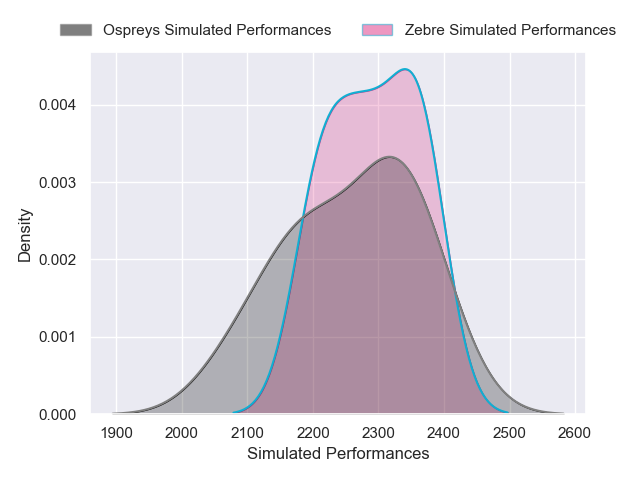 Ospreys Simulated Performances Zebre Simulated Performances
0.004
0.003
0.002
0.001
0.000
Density
1900 2000 2100 2200 2300 2400 2500 2600
Simulated Performances